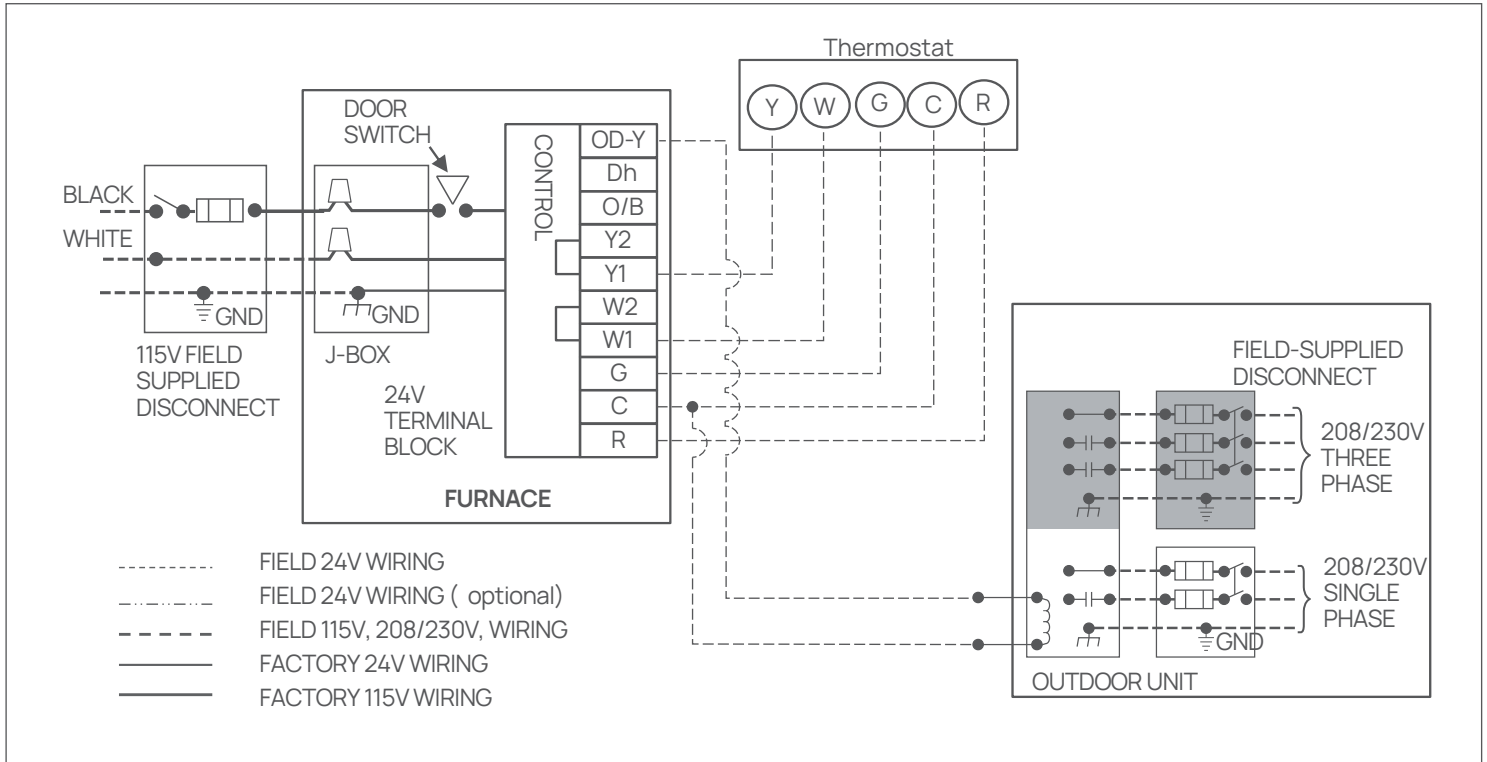 Thermostat
Y W G C R
DOOR
SWITCH
CONTROL
OD-Y
Dh
O/B
Y2
Y1
W2
W1
G
C
R
BLACK
WHITE
GND
GND
115V FIELD
SUPPLIED
DISCONNECT
J-BOX
24V
TERMINAL
BLOCK
FURNACE
FIELD-SUPPLIED
DISCONNECT
208/230V
THREE
PHASE
208/230V
SINGLE
PHASE
GND
OUTDOOR UNIT
FIELD 24V WIRING
FIELD 24V WIRING ( optional)
FIELD 115V, 208/230V, WIRING
FACTORY 24V WIRING
FACTORY 115V WIRING